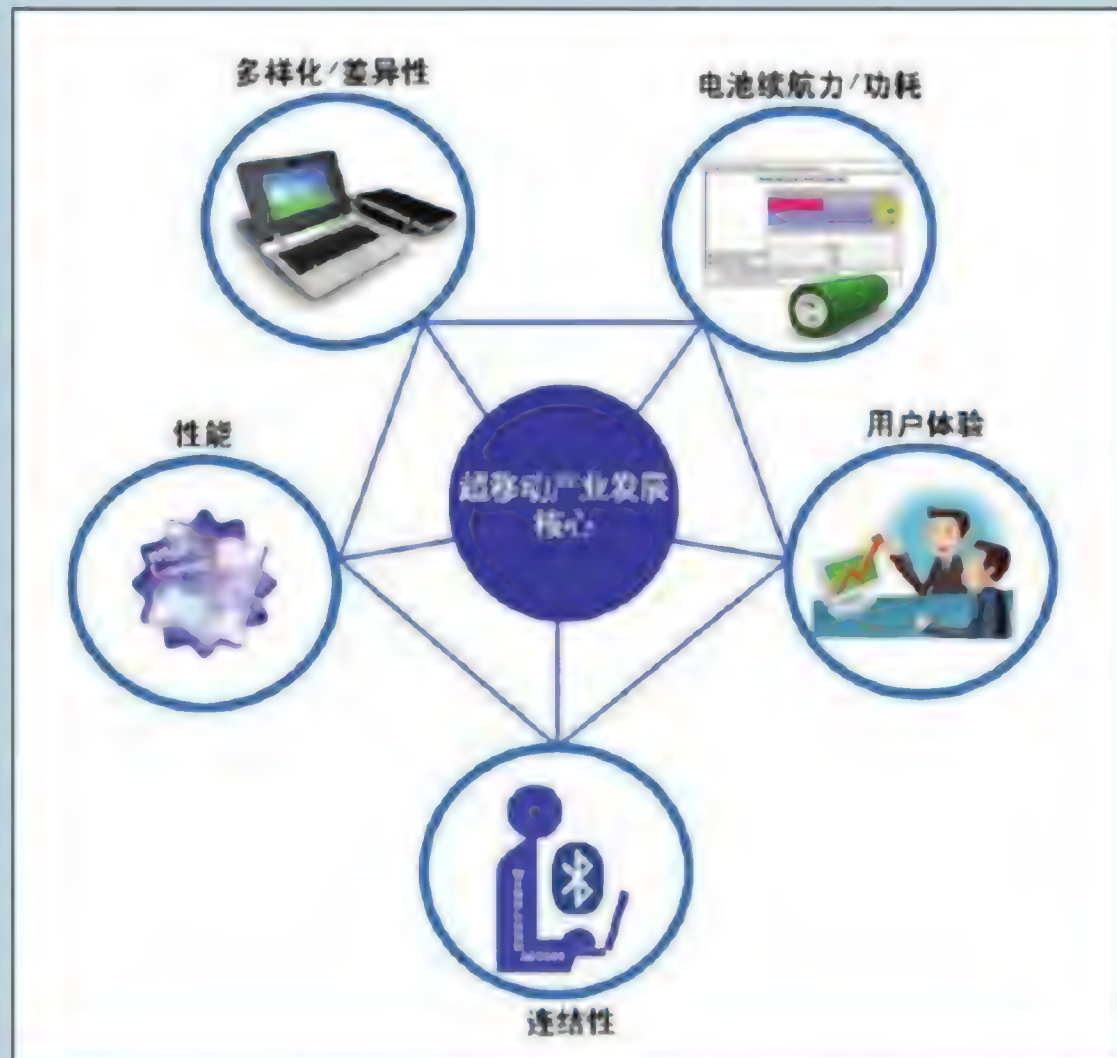 多样化/差异性
电池续航力/功耗
性能
用户体验
超移动产业发展
核心
连结性